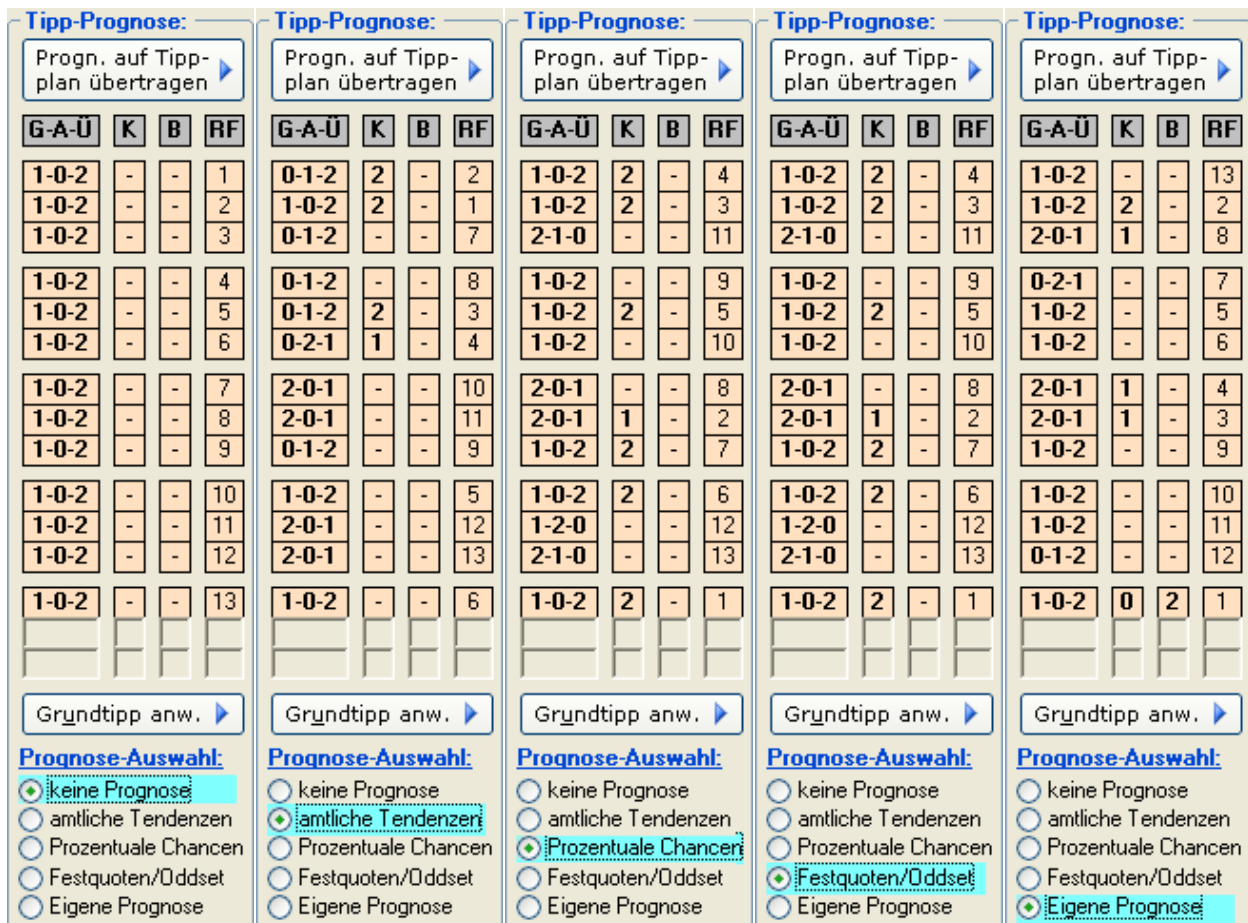 Tipp-Prognose: Tipp-Prognose: Tipp-Prognose: Tipp-Prognose: Tipp-Prognose:
Progn. auf Tipp- Progn. auf Tipp- Progn. auf Tipp- Progn. auf Tipp- Progn. auf Tipp-
plan übertragen plan übertragen plan übertragen plan übertragen plan übertragen
G-A-Ü K B RF G-A-Ü K B RF G-A-Ü K B RF G-A-Ü K B RF G-A-Ü K B RF
1-0-2 - - 1 0-1-2 2 - 2 1-0-2 2 - 4 1-0-2 2 - 4 1-0-2 - - 13
1-0-2 - - 2 1-0-2 2 - 1 1-0-2 2 - 3 1-0-2 2 - 3 1-0-2 2 - 2
1-0-2 - - 3 0-1-2 - - 7 2-1-0 - - 11 2-1-0 - - 11 2-0-1 1 - 8
1-0-2 - - 4 0-1-2 - - 8 1-0-2 - - 9 1-0-2 - - 9 0-2-1 - - 7
1-0-2 - - 5 0-1-2 2 - 3 1-0-2 2 - 5 1-0-2 2 - 5 1-0-2 - - 5
1-0-2 - - 6 0-2-1 1 - 4 1-0-2 - - 10 1-0-2 - - 10 1-0-2 - - 6
1-0-2 - - 7 2-0-1 - - 10 2-0-1 - - 8 2-0-1 - - 8 2-0-1 1 - 4
1-0-2 - - 8 2-0-1 - - 11 2-0-1 1 - 2 2-0-1 1 - 2 2-0-1 1 - 3
1-0-2 - - 9 0-1-2 - - 9 1-0-2 2 - 7 1-0-2 2 - 7 1-0-2 - - 9
1-0-2 - - 10 1-0-2 - - 5 1-0-2 2 - 6 1-0-2 2 - 6 1-0-2 - - 10
1-0-2 - - 11 2-0-1 - - 12 1-2-0 - - 12 1-2-0 - - 12 1-0-2 - - 11
1-0-2 - - 12 2-0-1 - - 13 2-1-0 - - 13 2-1-0 - - 13 0-1-2 - - 12
1-0-2 - - 13 1-0-2 - - 6 1-0-2 2 - 1 1-0-2 2 - 1 1-0-2 0 2 1
Grundtipp anw. Grundtipp anw. Grundtipp anw. Grundtipp anw. Grundtipp anw.
Prognose-Auswahl: Prognose-Auswahl: Prognose-Auswahl: Prognose-Auswahl: Prognose-Auswahl:
keine Prognose keine Prognose keine Prognose keine Prognose keine Prognose
amtliche Tendenzen amtliche Tendenzen amtliche Tendenzen amtliche Tendenzen amtliche Tendenzen
Prozentuale Chancen Prozentuale Chancen Prozentuale Chancen Prozentuale Chancen Prozentuale Chancen
Festquoten/Oddset Festquoten/Oddset Festquoten/Oddset Festquoten/Oddset Festquoten/Oddset
Eigene Prognose Eigene Prognose Eigene Prognose Eigene Prognose Eigene Prognose